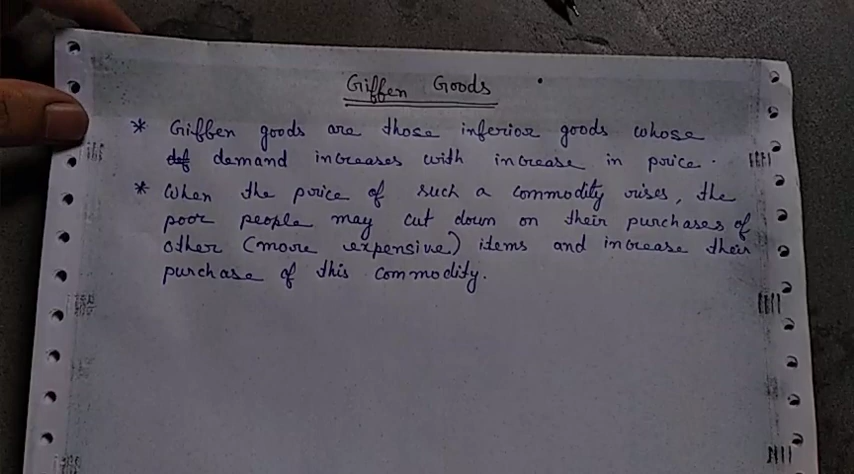 Giffen Goods
* Giffen goods are those inferior goods whose
def demand increases with increase in price.
* When the price of such a commodity rises, the
poor people may cut down on their purchases of
other (more expensive) items and increase their
purchase of this commodity.